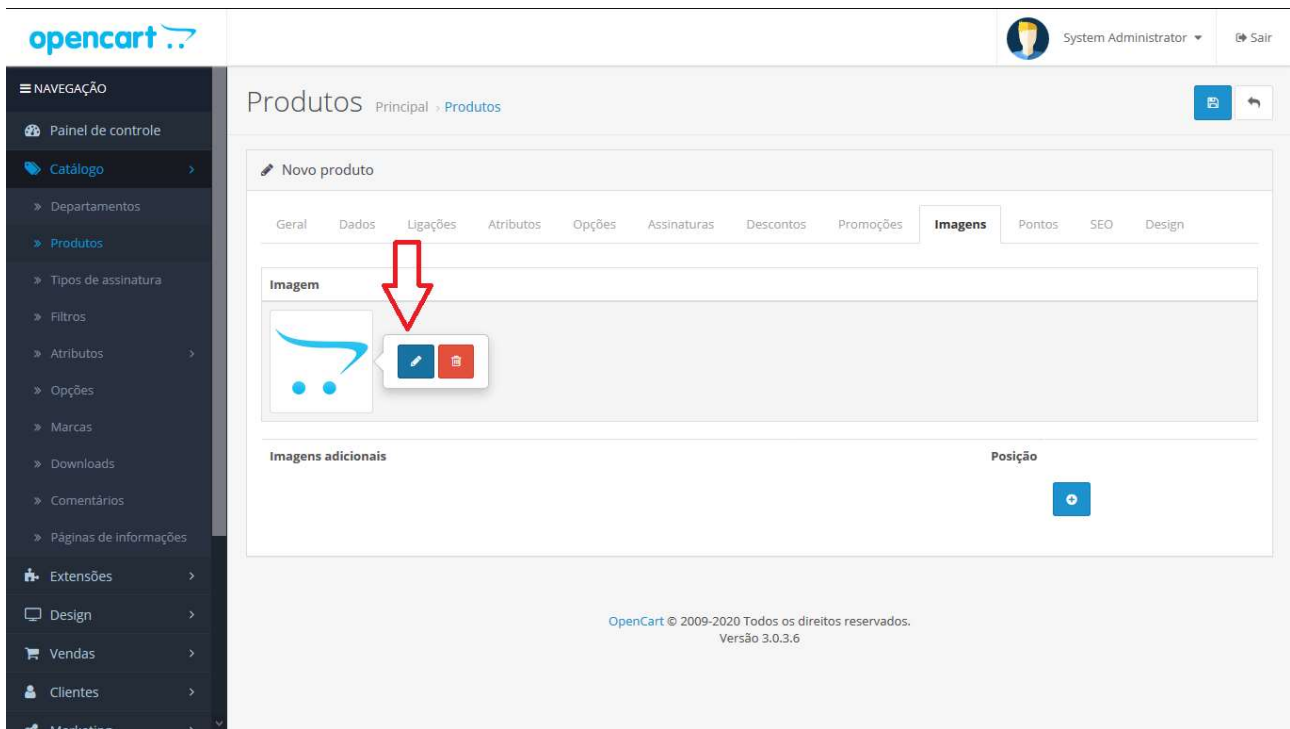 opencart
System Administrator
Sair
NAVEGAÇÃO
Produtos Principal › Produtos
Painel de controle
Catálogo
Novo produto
Departamentos
Geral Dados Ligações Atributos Opções Assinaturas Descontos Promoções Imagens Pontos SEO Design
Produtos
Tipos de assinatura
Imagem
Filtros
Atributos
Opções
Marcas
Imagens adicionais Posição
Downloads
Comentários
Páginas de informações
Extensões
Design
OpenCart © 2009-2020 Todos os direitos reservados.
Versão 3.0.3.6
Vendas
Clientes
Marketing